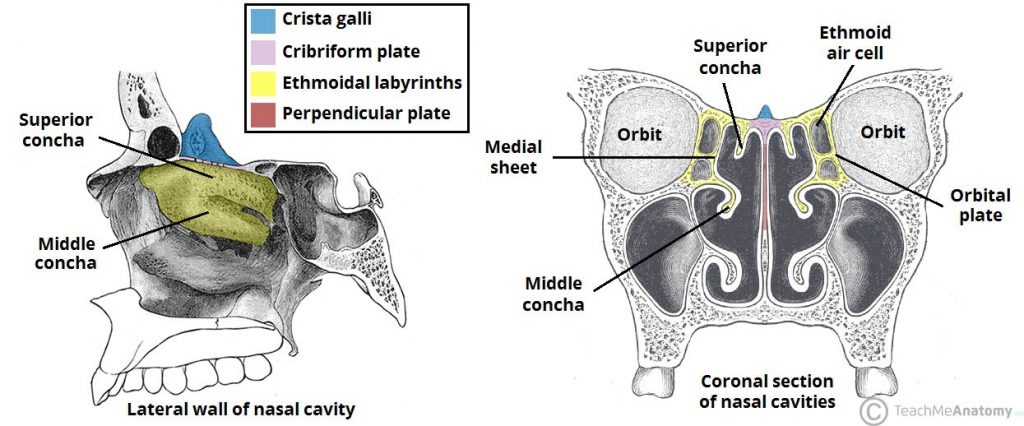 Crista galli
Cribriform plate
Ethmoidal labyrinths
Perpendicular plate
Superior
concha
Middle
concha
Lateral wall of nasal cavity
Superior
concha
Ethmoid
air cell
Orbit
Orbit
Medial
sheet
Orbital
plate
Middle
concha
Coronal section
of nasal cavities
© TeachMeAnatomy